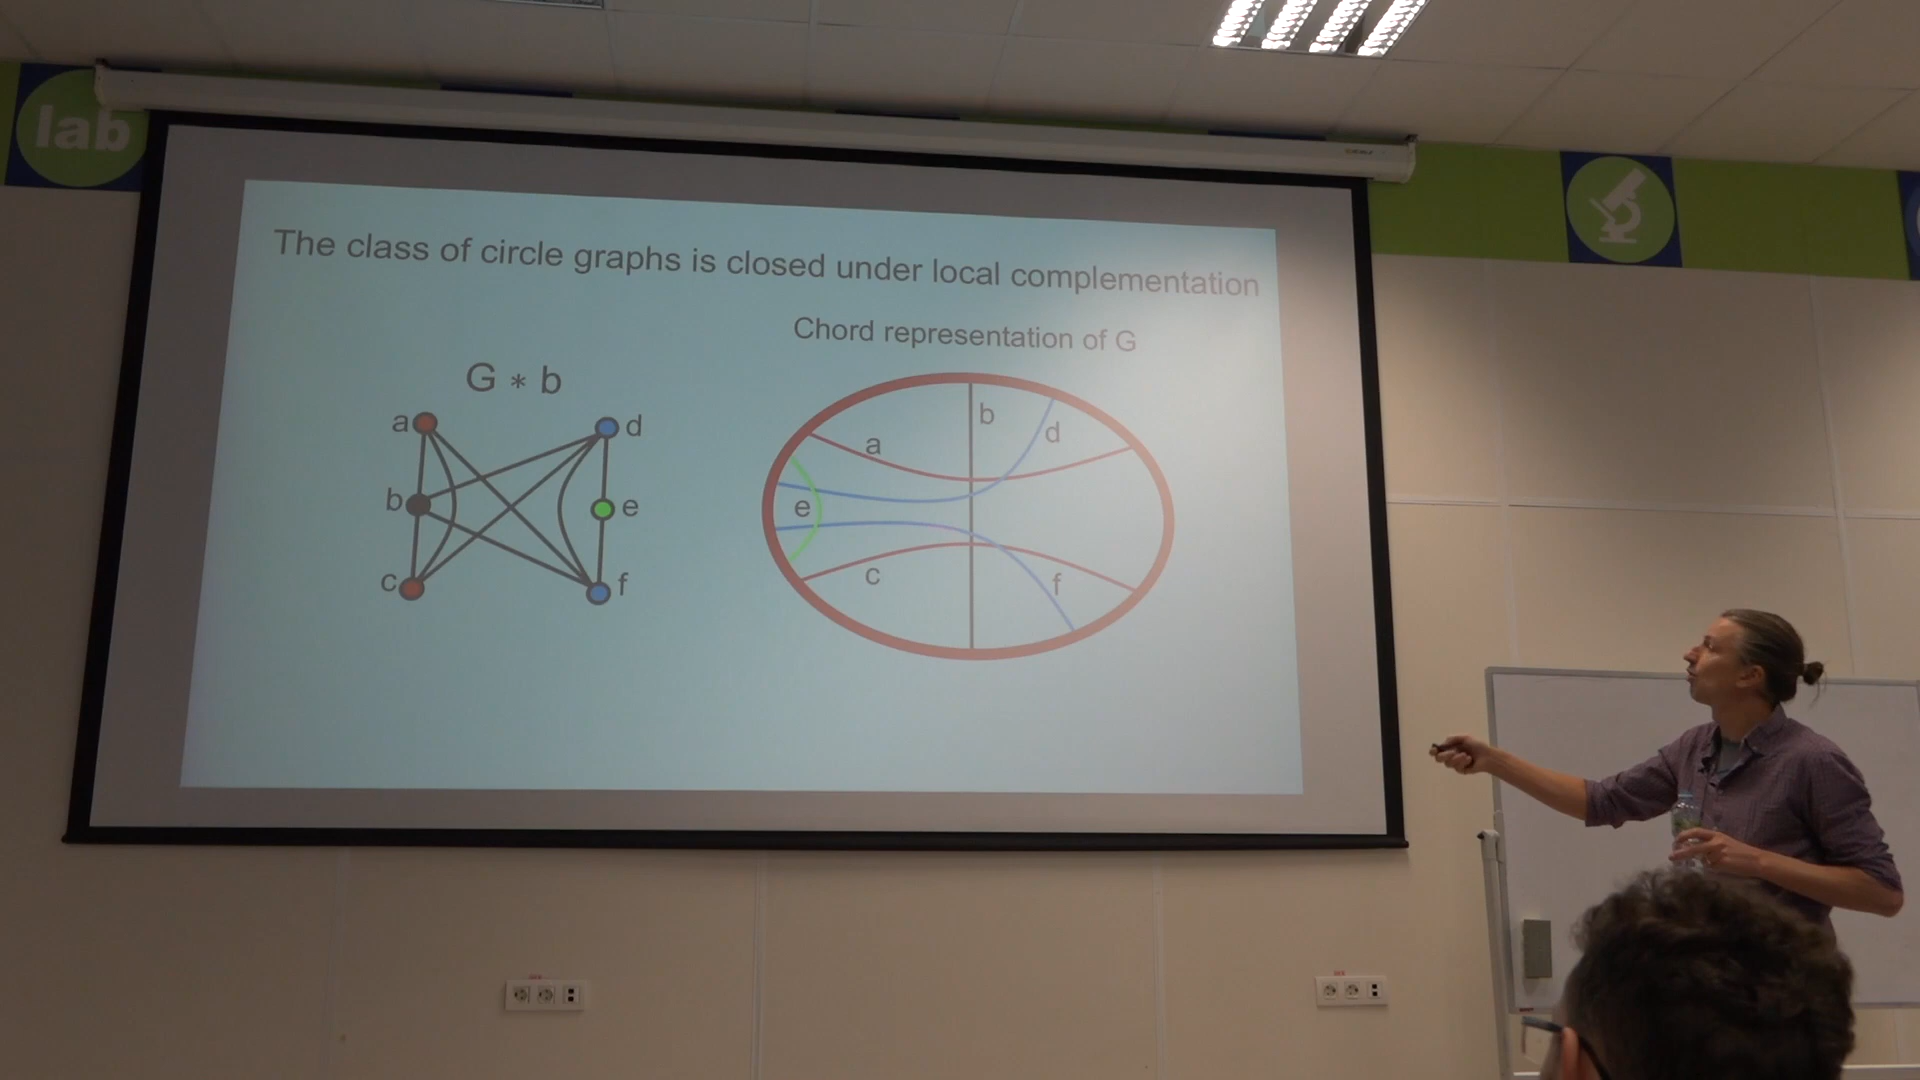 lab
The class of circle graphs is closed under local complementation
Chord representation of G
G * b
a
d
b
e
c
f
b
d
a
e
c
f